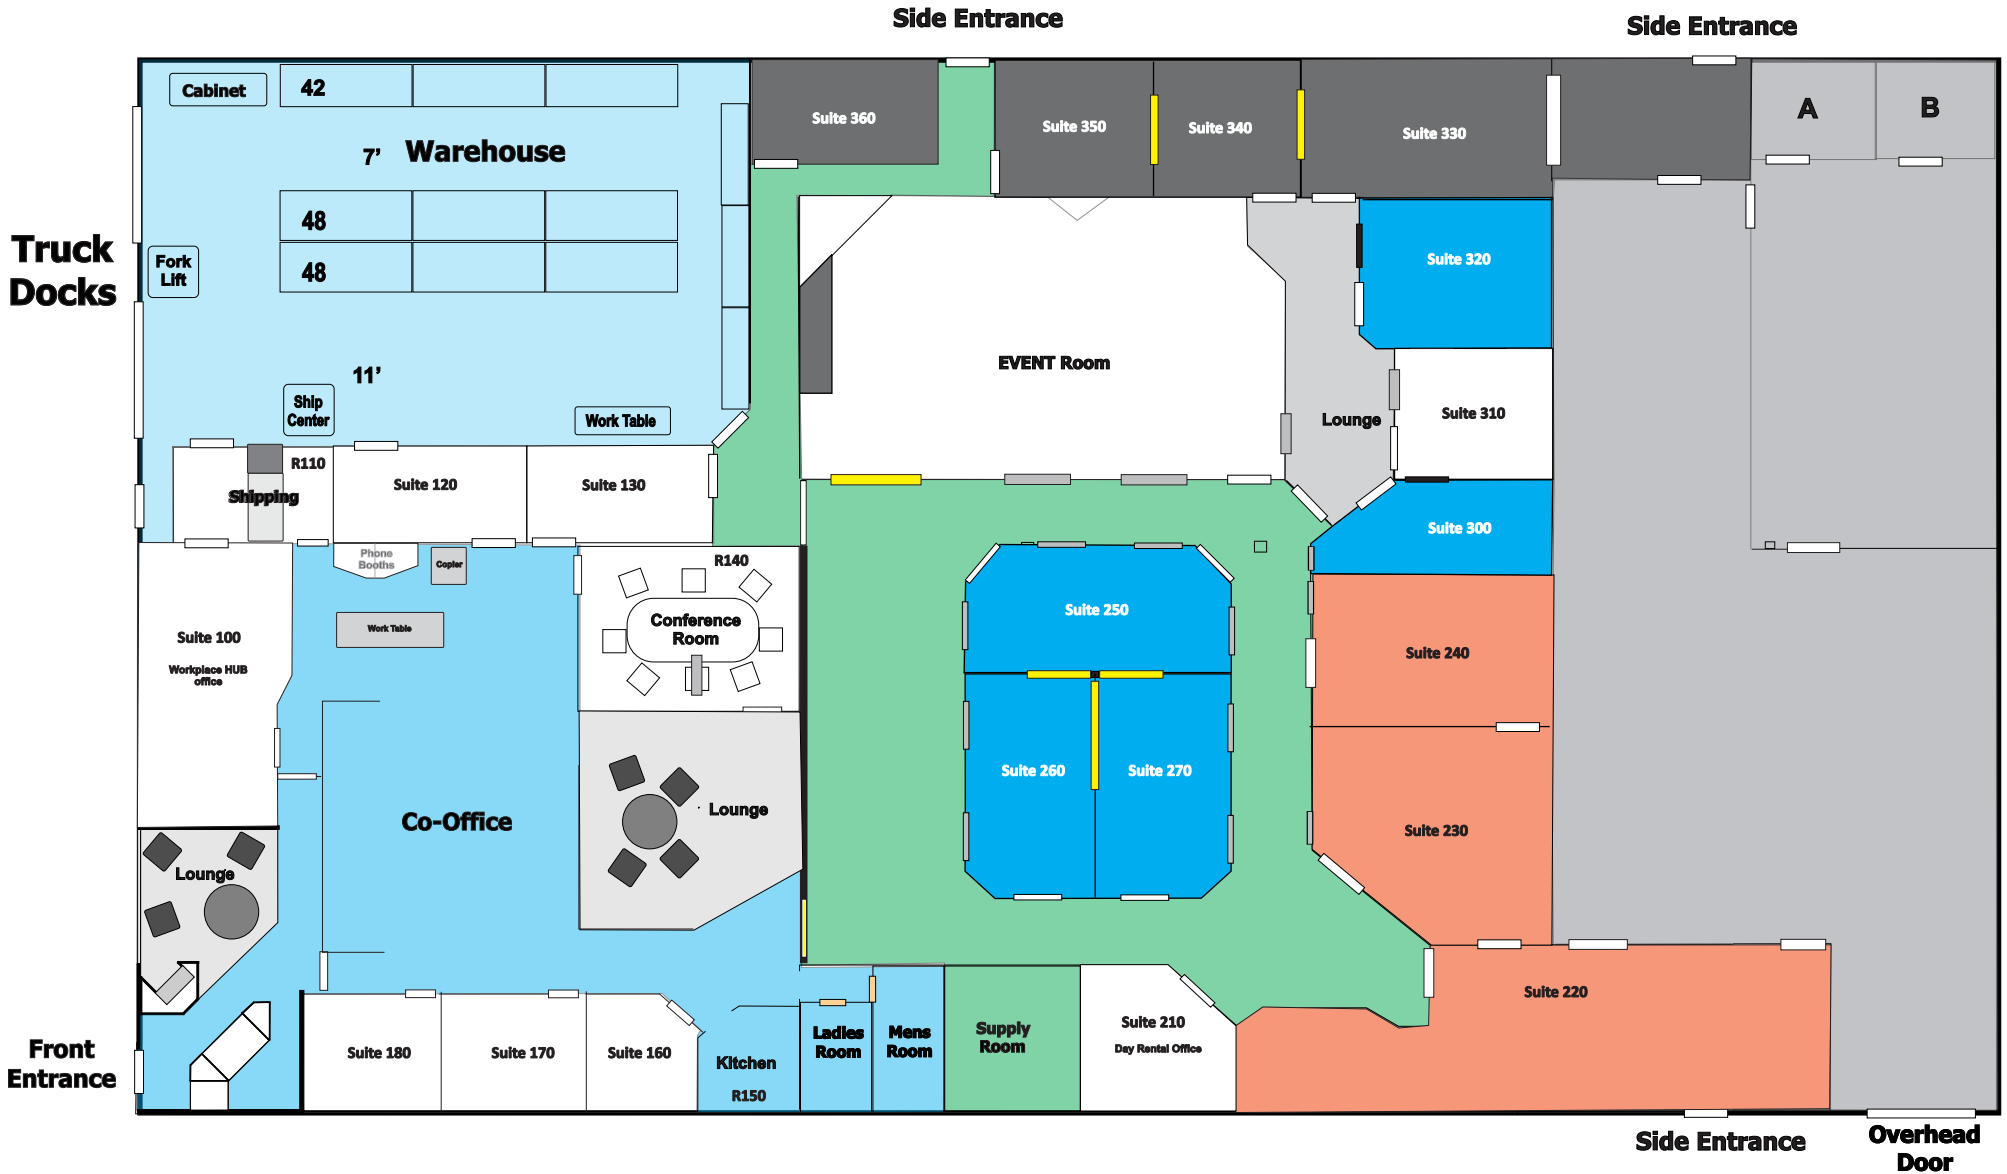 Side Entrance
Side Entrance
Cabinet
42
7’
Warehouse
48
48
Truck
Docks
Fork
Lift
11’
Ship
Center
Work Table
Suite 360
Suite 350
Suite 340
Suite 330
A
B
Suite 320
EVENT Room
Lounge
Suite 310
Suite 300
R110
Shipping
Suite 120
Suite 130
Phone
Booths
Copier
R140
Conference
Room
Work Table
Suite 100
Workplace HUB
office
Suite 250
Suite 240
Suite 260
Suite 270
Suite 230
Co-Office
Lounge
Lounge
Suite 220
Front
Entrance
Suite 180
Suite 170
Suite 160
Kitchen
R150
Ladies
Room
Mens
Room
Supply
Room
Suite 210
Day Rental Office
Side Entrance
Overhead
Door